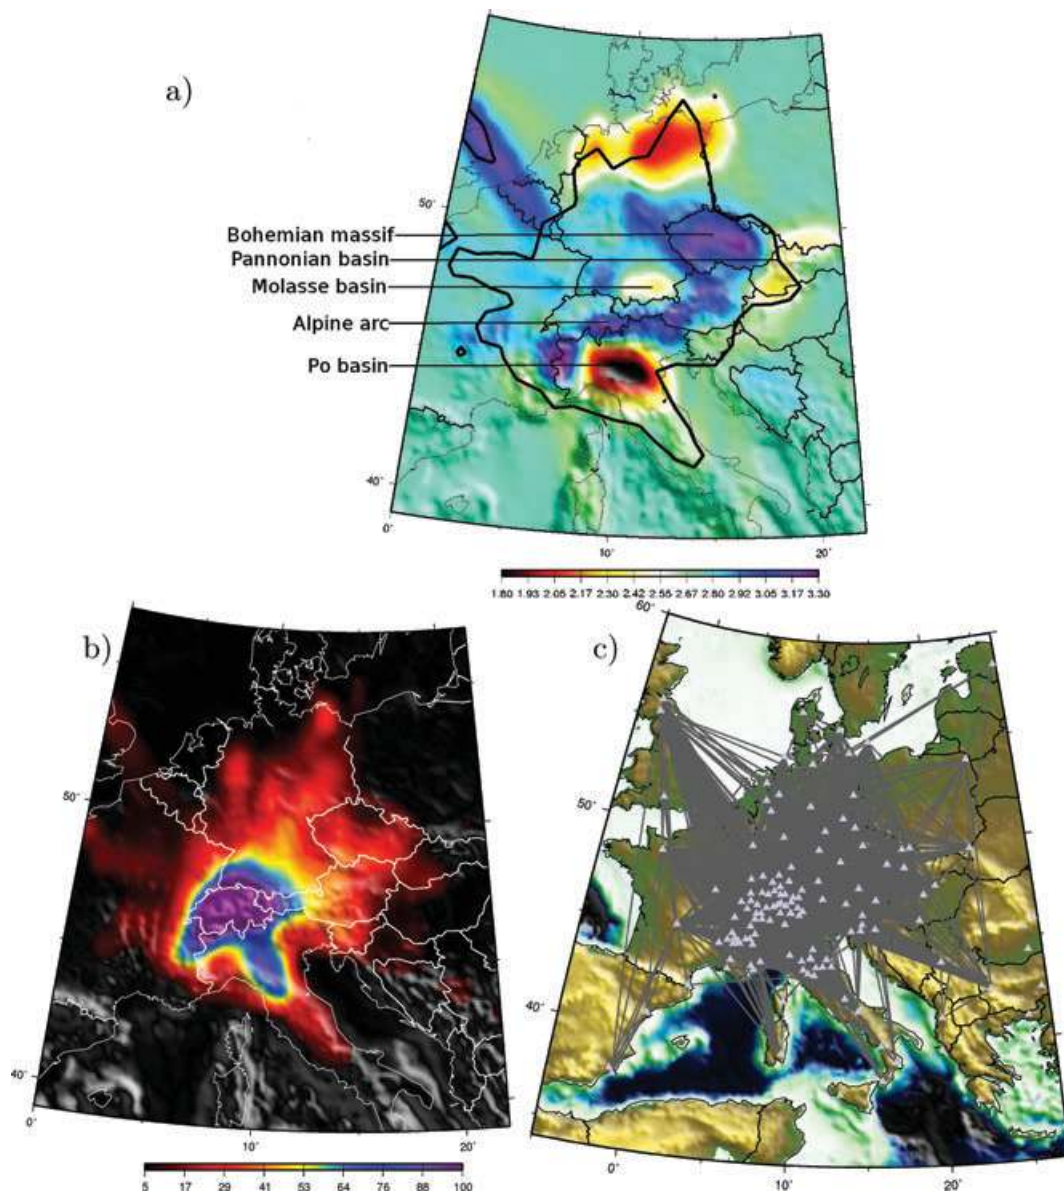 a)
50°
Bohemian massif
Pannonian basin
Molasse basin
Alpine arc
Po basin
40°
0°
10°
20°
1.80 1.93 2.05 2.17 2.30 2.42 2.55 2.67 2.80 2.92 3.05 3.17 3.30
b)
50°
40°
0°
10°
20°
5 17 29 41 53 64 76 88 100
c)
60°
50°
40°
0°
10°
20°